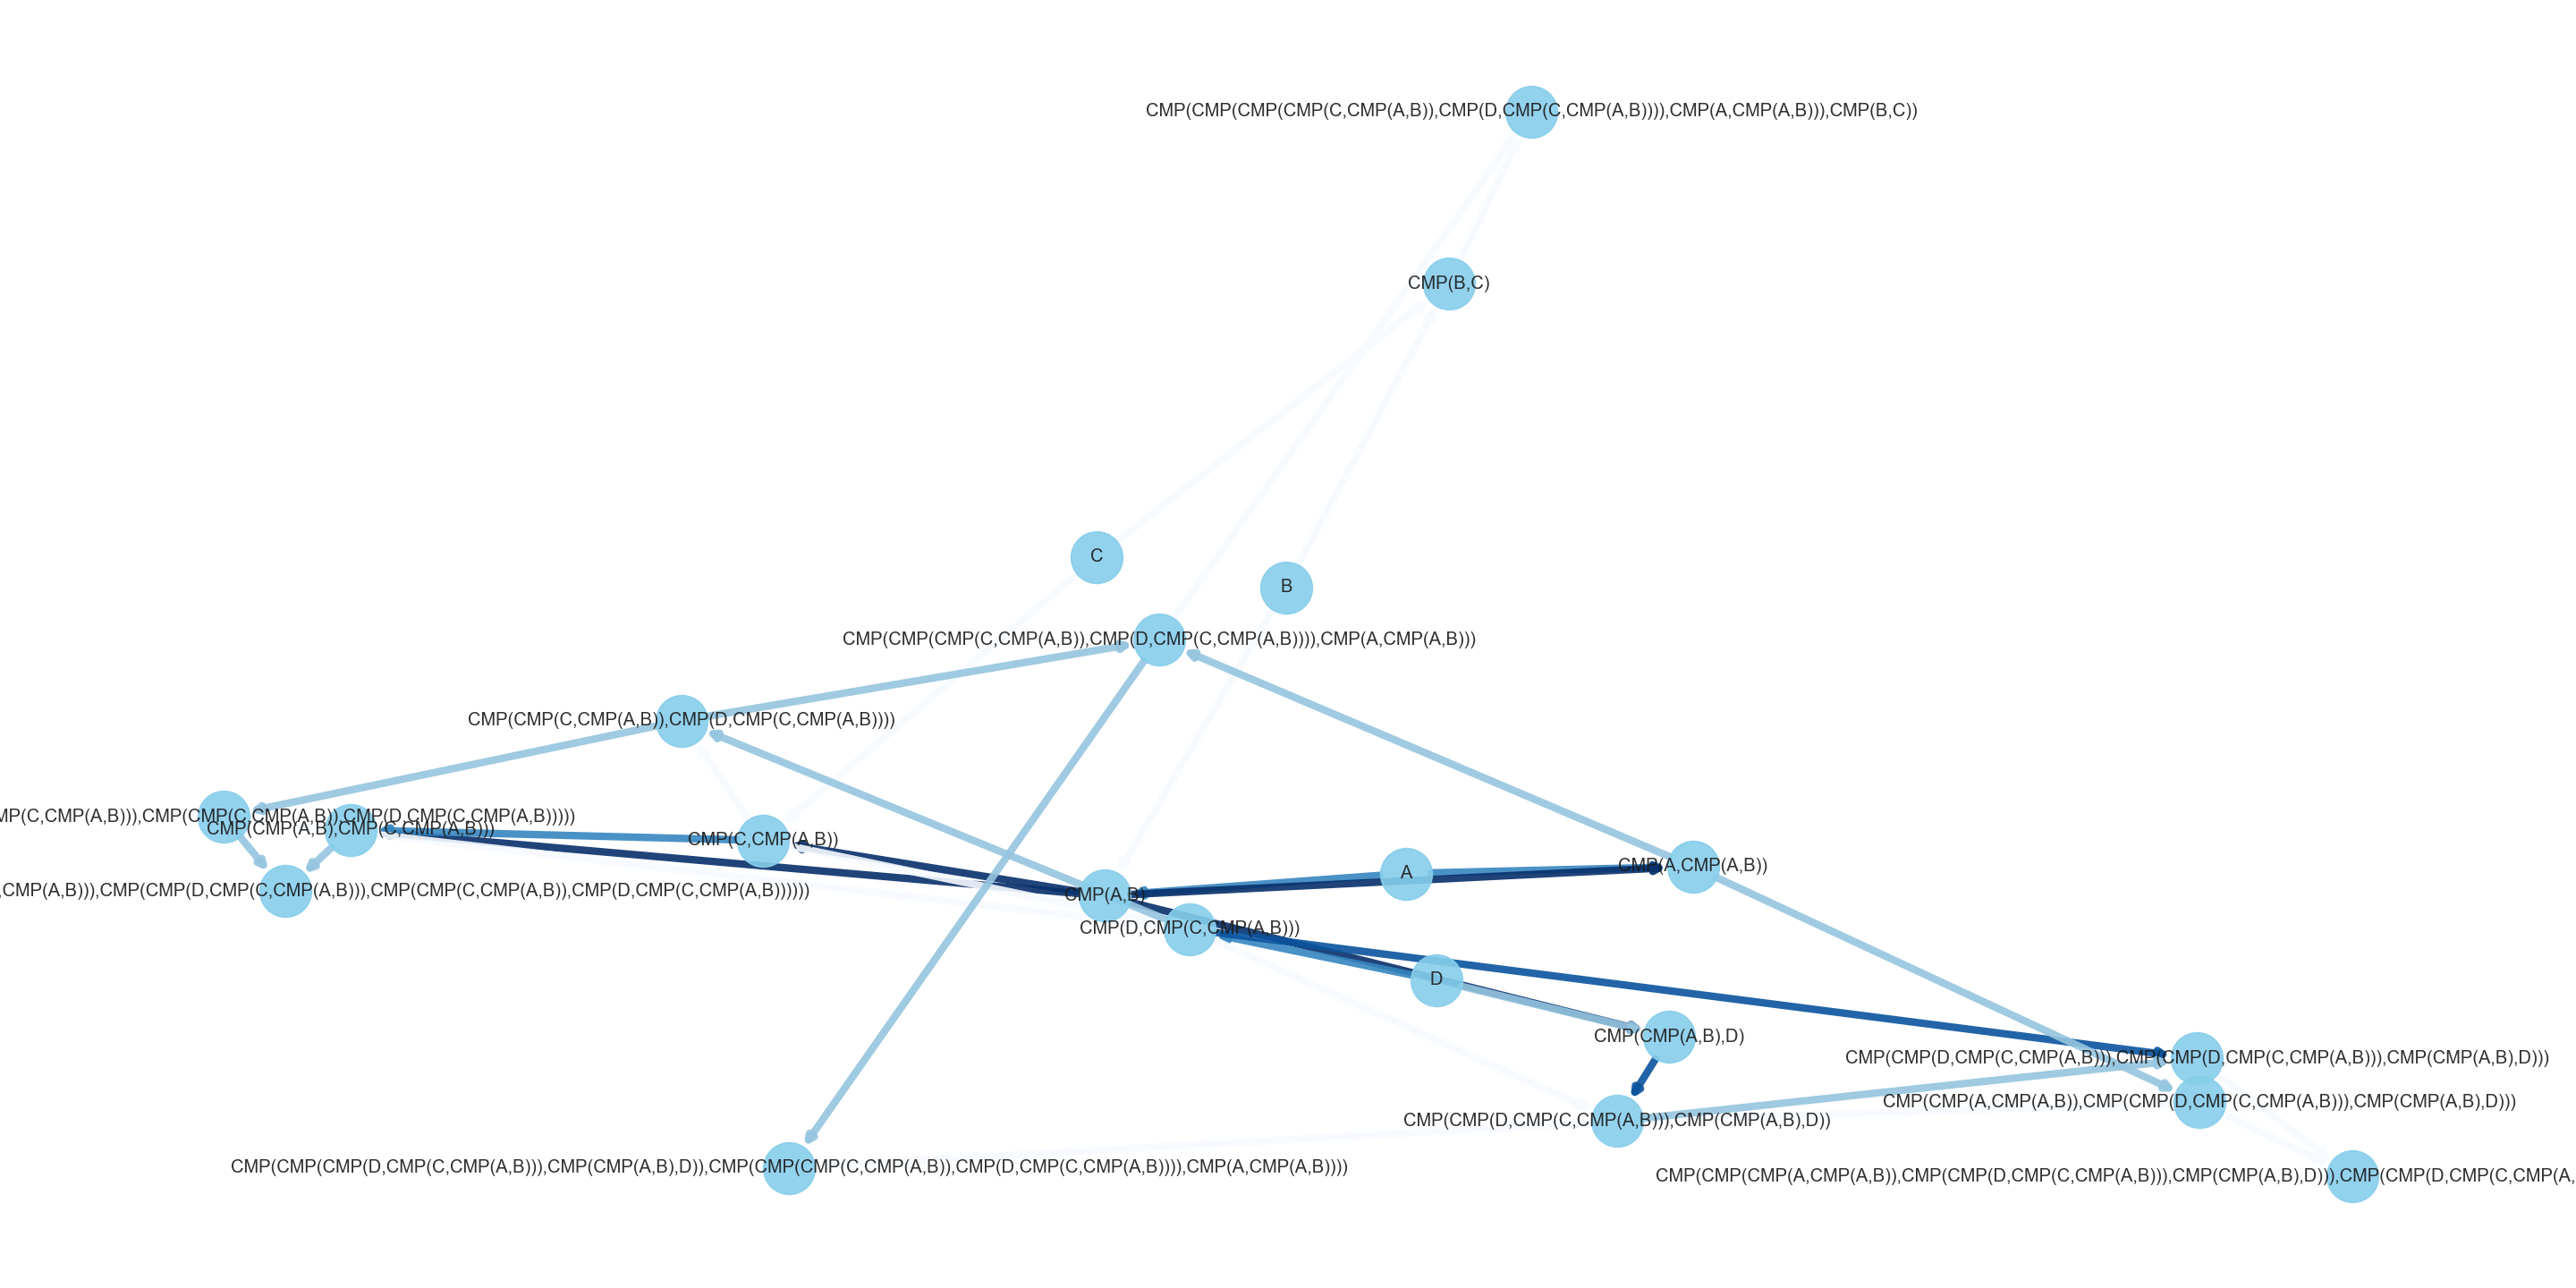 CMP(CMP(CMP(CMP(C,CMP(A,B)),CMP(D,CMP(C,CMP(A,B)))),CMP(A,CMP(A,B))),CMP(B,C))
CMP(B,C)
C
B
CMP(CMP(CMP(C,CMP(A,B)),CMP(D,CMP(C,CMP(A,B)))),CMP(A,CMP(A,B)))
CMP(CMP(C,CMP(A,B)),CMP(D,CMP(C,CMP(A,B))))
MP(C,CMP(A,B))),CMP(CMP(C,CMP(A,B)),CMP(D,CMP(C,CMP(A,B)))))
CMP(CMP(A,B),CMP(C,CMP(A,B)))
CMP(C,CMP(A,B))
CMP(A,CMP(A,B))
A
,CMP(A,B))),CMP(CMP(D,CMP(C,CMP(A,B))),CMP(CMP(C,CMP(A,B)),CMP(D,CMP(C,CMP(A,B))))))
CMP(A,B)
CMP(D,CMP(C,CMP(A,B)))
D
CMP(CMP(A,B),D)
CMP(CMP(D,CMP(C,CMP(A,B))),CMP(CMP(D,CMP(C,CMP(A,B))),CMP(CMP(A,B),D)))
CMP(CMP(A,CMP(A,B)),CMP(CMP(D,CMP(C,CMP(A,B))),CMP(CMP(A,B),D)))
CMP(CMP(D,CMP(C,CMP(A,B))),CMP(CMP(A,B),D))
CMP(CMP(CMP(D,CMP(C,CMP(A,B))),CMP(CMP(A,B),D)),CMP(CMP(CMP(C,CMP(A,B)),CMP(D,CMP(C,CMP(A,B)))),CMP(A,CMP(A,B))))
CMP(CMP(CMP(A,CMP(A,B)),CMP(CMP(D,CMP(C,CMP(A,B))),CMP(CMP(A,B),D))),CMP(CMP(D,CMP(C,CMP(A,